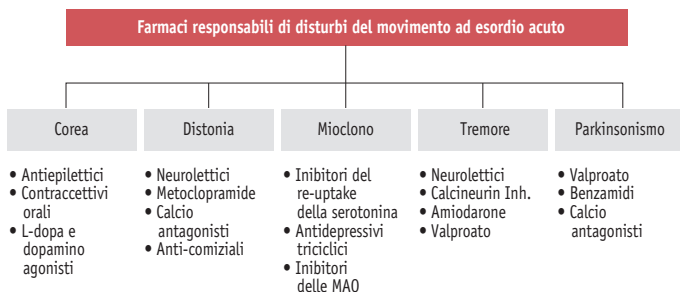 Farmaci responsabili di disturbi del movimento ad esordio acuto
Corea
• Antiepilettici
• Contraccettivi
orali
• L-dopa e
dopamino
agonisti
Distonia
• Neurolettici
• Metoclopramide
• Calcio
antagonisti
• Anti-comiziali
Mioclono
• Inibitori del
re-uptake
della serotonina
• Antidepressivi
triciclici
• Inibitori
delle MAO
Tremore
• Neurolettici
• Calcineurin Inh.
• Amiodarone
• Valproato
Parkinsonismo
• Valproato
• Benzamidi
• Calcio
antagonisti